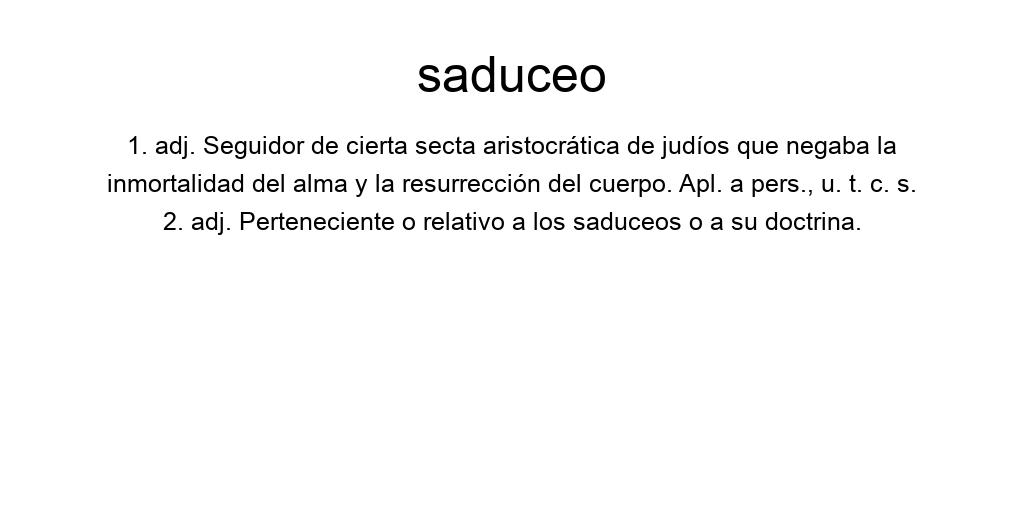 saduceo
1. adj. Seguidor de cierta secta aristocrática de judíos que negaba la
inmortalidad del alma y la resurrección del cuerpo. Apl. a pers., u. t. c. s.
2. adj. Perteneciente o relativo a los saduceos o a su doctrina.